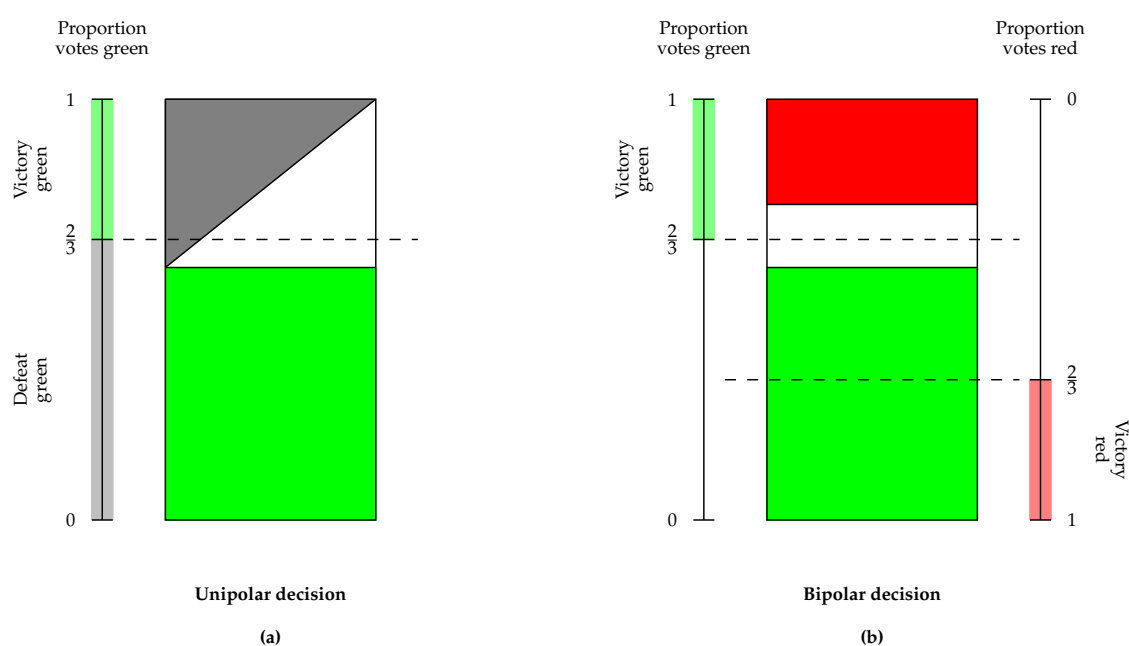 Proportion
votes green
1
Victory
green
2
3
Defeat
green
0
Unipolar decision
(a)
Proportion
votes green
Proportion
votes red
1
0
Victory
green
2
3
2
3
Victory
red
0
1
Bipolar decision
(b)